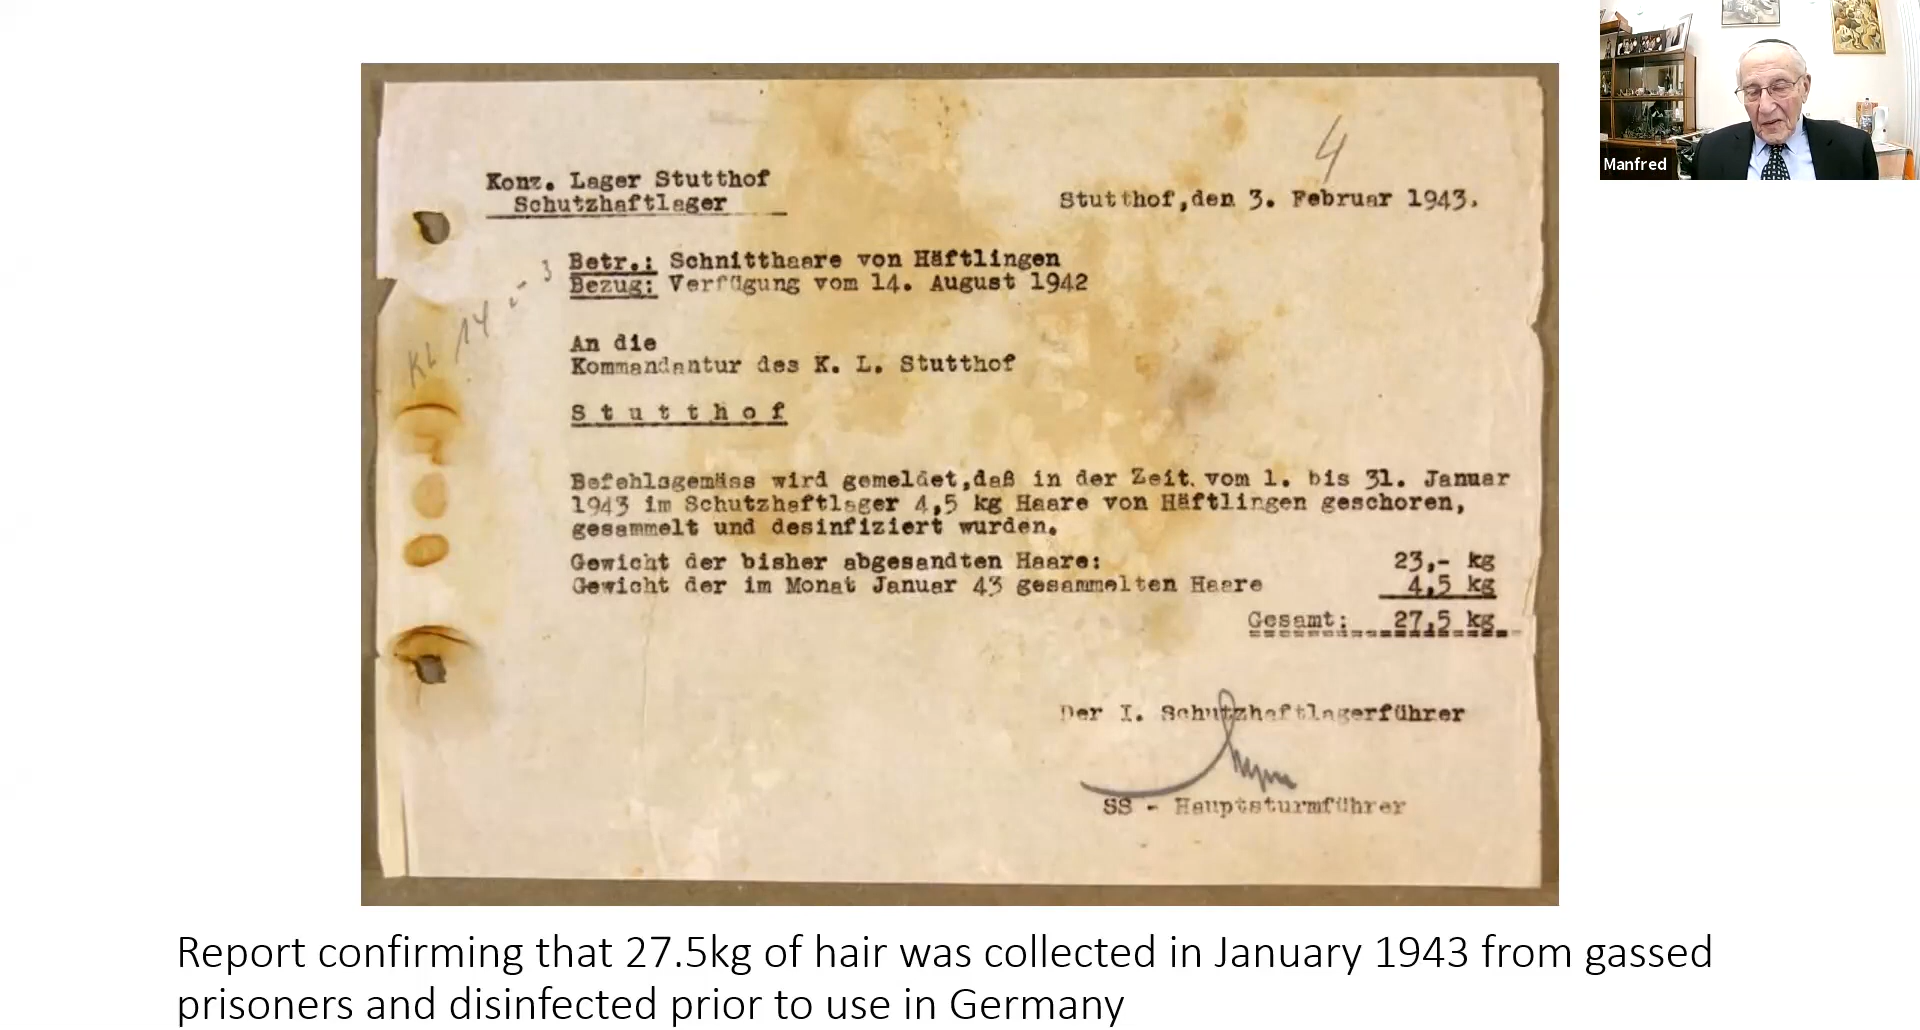 Manfred
4
Konz. Lager Stutthof
Schutzhaftlager
Stutthof,den 3. Februar 1943.
Betr.: Schnitthaare von Häftlingen
Bezug: Verfügung vom 14. August 1942
KL 14
3
An die
Kommandantur des K. L. Stutthof
Stutthof
Befehlsgemäss wird gemeldet,daß in der Zeit vom 1. bis 31. Januar
1943 im Schutzhaftlager 4,5 kg Haare von Häftlingen geschoren,
gesammelt und desinfiziert wurden.
Gewicht der bisher abgesandten Haare: 23,- kg
Gewicht der im Monat Januar 43 gesammelten Haare 4,5 kg
Gesamt: 27,5 kg
Der I. Schutzhaftlagerführer
SS - Hauptsturmführer
Report confirming that 27.5kg of hair was collected in January 1943 from gassed
prisoners and disinfected prior to use in Germany